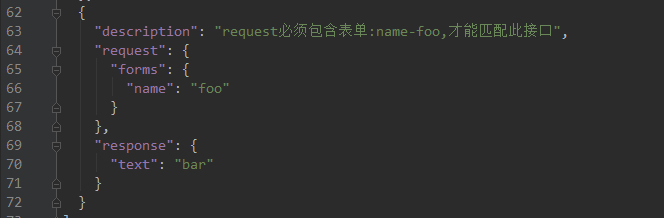 62 {
63 "description": "request必须包含表单:name-foo,才能匹配此接口",
64 "request": {
65 "forms": {
66 "name": "foo"
67 }
68 },
69 "response": {
70 "text": "bar"
71 }
72 }